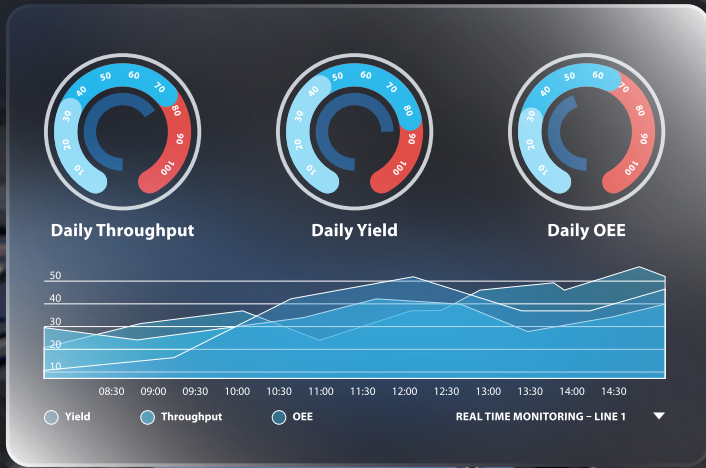 10 20 30 40 50 60 70 80 90 100
10 20 30 40 50 60 70 80 90 100
10 20 30 40 50 60 70 80 90 100
Daily Throughput Daily Yield Daily OEE
50
40
30
20
10
08:30 09:00 09:30 10:00 10:30 11:00 11:30 12:00 12:30 13:00 13:30 14:00 14:30
Yield Throughput OEE REAL TIME MONITORING – LINE 1